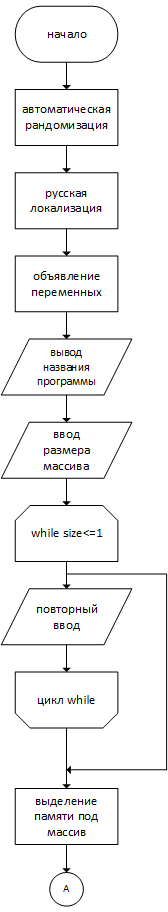 начало
автоматическая
рандомизация
русская
локализация
объявление
переменных
вывод
названия
программы
ввод
размера
массива
while size<=1
повторный
ввод
цикл while
выделение
памяти под
массив
А